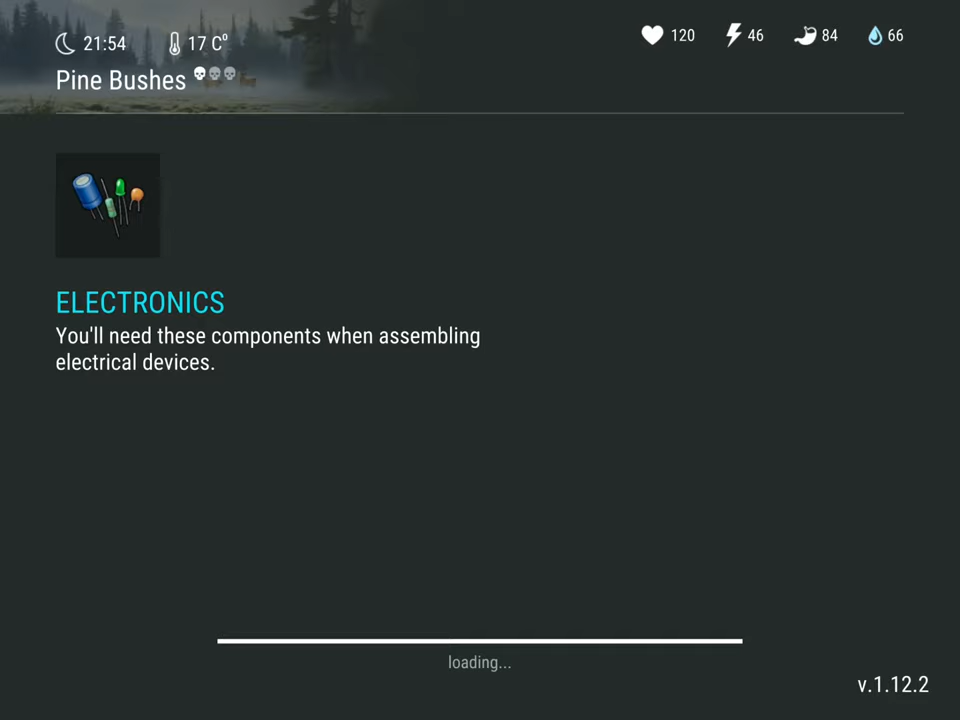 21:54 17 Cº
120 46 84 66
Pine Bushes
ELECTRONICS
You'll need these components when assembling
electrical devices.
loading...
v.1.12.2